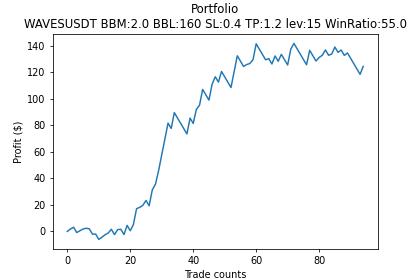 Portfolio
WAVESUSDT BBM:2.0 BBL:160 SL:0.4 TP:1.2 lev:15 WinRatio:55.0
140
120
100
80
60
40
20
0
Profit ($)
0 20 40 60 80
Trade counts